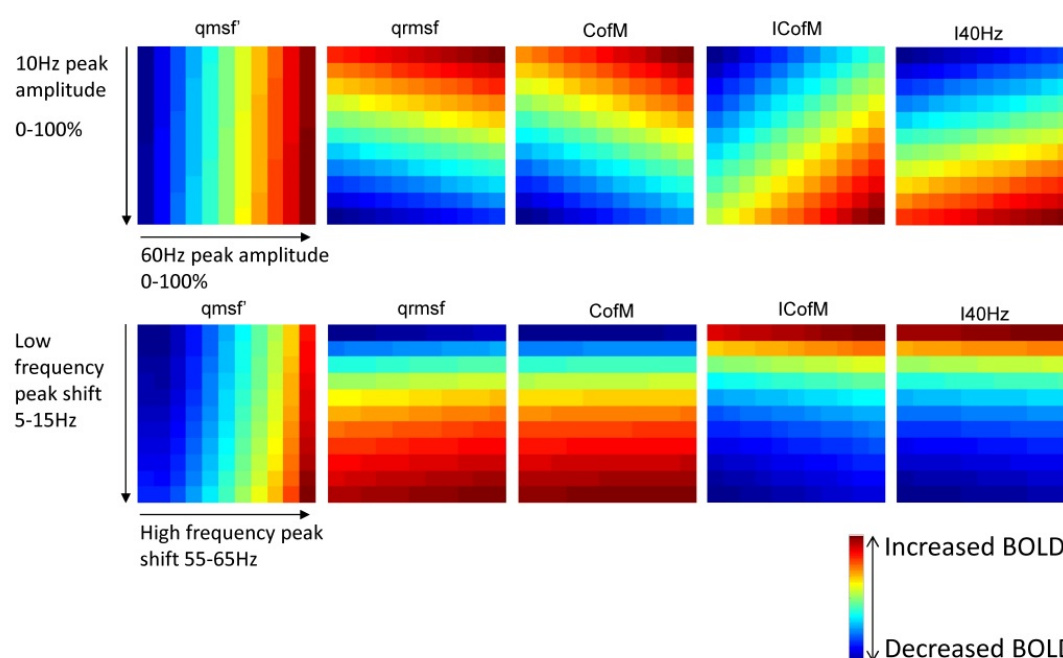 qmsf'
qrmsf
CofM
ICofM
I40Hz
10Hz peak
amplitude
0-100%
60Hz peak amplitude
0-100%
qmsf'
qrmsf
CofM
ICofM
I40Hz
Low
frequency
peak shift
5-15Hz
High frequency peak
shift 55-65Hz
Increased BOLD
Decreased BOLD